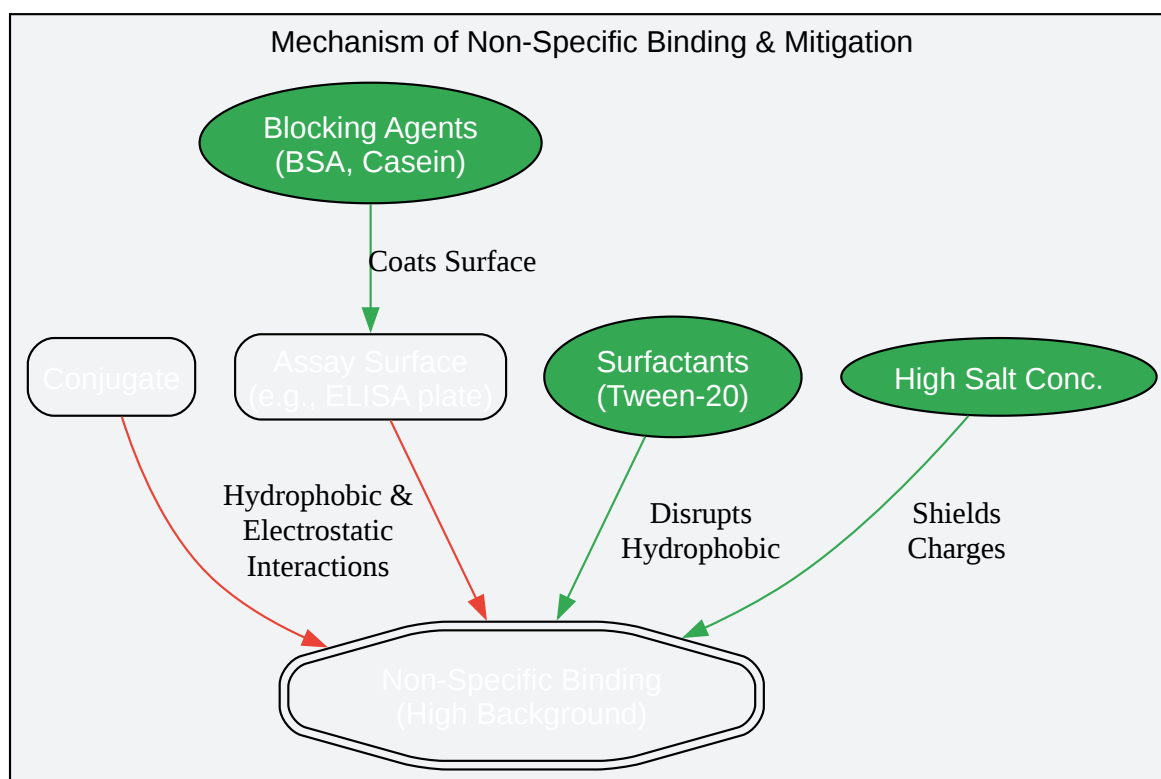 Mechanism of Non-Specific Binding & Mitigation
Blocking Agents
(BSA, Casein)
Coats Surface
Conjugate
Assay Surface
(e.g., ELISA plate)
Surfactants
(Tween-20)
High Salt Conc.
Hydrophobic &
Electrostatic
Interactions
Disrupts
Hydrophobic
Shields
Charges
Non-Specific Binding
(High Background)